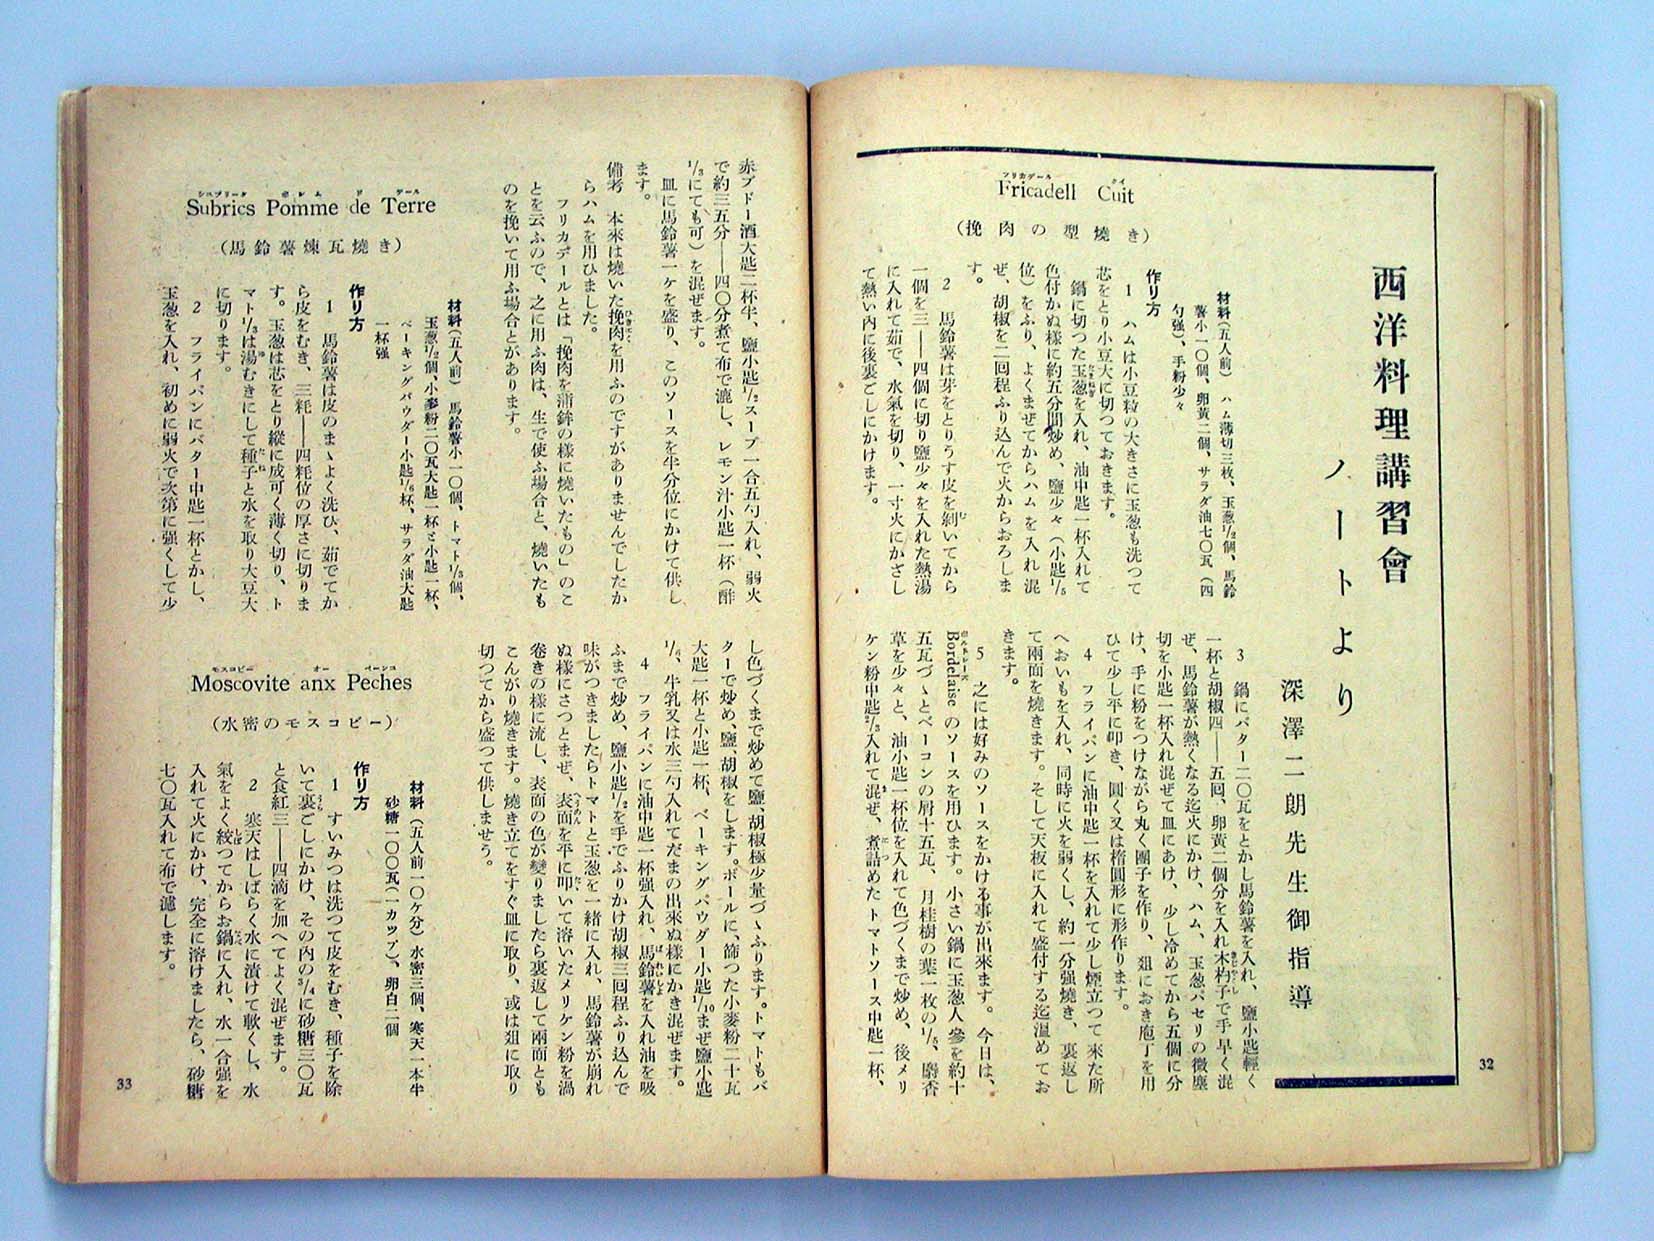 西洋料理講習會
ノートより
深澤二朗先生御指導
フリカデール クイ
Fricadell Cuit
(挽肉の型燒き)
材料(五人前) ハム薄切三枚、玉葱1/2個、馬鈴
薯小一〇個、卵黄二個、サラダ油七〇瓦(四
勺强)、手粉少々
作り方
1 ハムは小豆粒の大きさに玉葱も洗つて
芯をとり小豆大に切つておきます。
鍋に切つた玉葱を入れ、油中匙一杯入れて
色付かぬ樣に約五分間炒め、鹽少々(小匙1/5
位)をふり、よくまぜてからハムを入れ混
ぜ、胡椒を二回程ふり込んで火からおろしま
す。
2 馬鈴薯は芽をとりうす皮を剝いてから
一個を三――四個に切り鹽少々を入れた熱湯
に入れて茹で、水氣を切り、一寸火にかざし
て熱い內に後裏ごしにかけます。
3 鍋にバター二〇瓦をとかし馬鈴薯を入れ、鹽小匙輕く
一杯と胡椒四――五回、卵黄二個分を入れ木杓子で手早く混
ぜ、馬鈴薯が熱くなる迄火にかけ、ハム、玉葱パセリの微塵
切を小匙一杯入れ混ぜて皿にあけ、少し冷めてから五個に分
け、手に粉をつけながら丸く團子を作り、俎におき庖丁を用
ひて少し平に叩き、圓く又は楕圓形に形作ります。
4 フライパンに油中匙一杯を入れて少し煙立つて來た所
へおいもを入れ、同時に火を弱くし、約一分强燒き、裏返し
て兩面を燒きます。そして天板に入れて盛付する迄溫めてお
きます。
5 之には好みのソースをかける事が出來ます。今日は、
Bordelaise のソースを用ひます。小さい鍋に玉葱人參を約十
五瓦づゝとベーコンの屑十五瓦、月桂樹の葉一枚の1/5、麝香
草を少々と、油小匙一杯位を入れて色づくまで炒め、後メリ
ケン粉中匙2/3入れて混ぜ、煮詰めたトマトソース中匙一杯、
32
赤ブドー酒大匙二杯半、鹽小匙1/2スープ一合五勺入れ、弱火
で約三五分――四〇分煮て布で漉し、レモン汁小匙一杯(酢
1/3にても可)を混ぜます。
皿に馬鈴薯一ケを盛り、このソースを半分位にかけて供し
ます。
備考 本來は燒いた挽肉を用ふのですがありませんでしたか
らハムを用ひました。
フリカデールとは「挽肉を蒲鉾の樣に燒いたもの」のこ
とを云ふので、之に用ふ肉は、生で使ふ場合と、燒いたも
のを挽いて用ふ場合とがあります。
シユブリーク ポレム ド テール
Subrics Pomme de Terre
(馬鈴薯煉瓦燒き)
材料(五人前) 馬鈴薯小一〇個、トマト1/3個、
玉葱1/2個、小麥粉二〇瓦大匙一杯と小匙一杯、
ベーキングパウダー小匙1/6杯、サラダ油大匙
一杯强
作り方
1 馬鈴薯は皮のまゝよく洗ひ、茹でてか
ら皮をむき、三粍――四粍位の厚さに切りま
す。玉葱は芯をとり縱に成可く薄く切り、ト
マト1/3は湯むきにして種子と水を取り大豆大
に切ります。
2 フライパンにバター中匙一杯とかし、
玉葱を入れ、初めに弱火で次第に强くして少
し色づくまで炒めて鹽、胡椒極少量づゝふります。トマトもバ
ターで炒め、鹽、胡椒をします。ボールに、篩つた小麥粉二十瓦
大匙一杯と小匙一杯、ベーキングパウダー小匙1/10まぜ鹽小匙
1/6、牛乳又は水三勺入れてだまの出來ぬ樣にかき混ぜます。
4 フライパンに油中匙一杯强入れ、馬鈴薯を入れ油を吸
ふまで炒め、鹽小匙1/2を手でふりかけ胡椒三回程ふり込んで
味がつきましたらトマトと玉葱を一緖に入れ、馬鈴薯が崩れ
ぬ樣にさつとまぜ、表面を平に叩いて溶いたメリケン粉を渦
卷きの樣に流し、表面の色が變りましたら裏返して兩面とも
こんがり燒きます。燒き立てをすぐ皿に取り、或は俎に取り
切つてから盛つて供しませう。
モスコビー オー ペーシユ
Moscovite anx Peches
(水密のモスコビー)
材料(五人前一〇ケ分)水密三個、寒天一本半
砂糖一〇〇瓦(一カツプ)、卵白二個
作り方
1 すいみつは洗つて皮をむき、種子を除
いて裏ごしにかけ、その內の3/4に砂糖三〇瓦
と食紅三――四滴を加へてよく混ぜます。
2 寒天はしばらく水に漬けて軟くし、水
氣をよく絞つてからお鍋に入れ、水一合强を
入れて火にかけ、完全に溶けましたら、砂糖
七〇瓦入れて布で濾します。
33